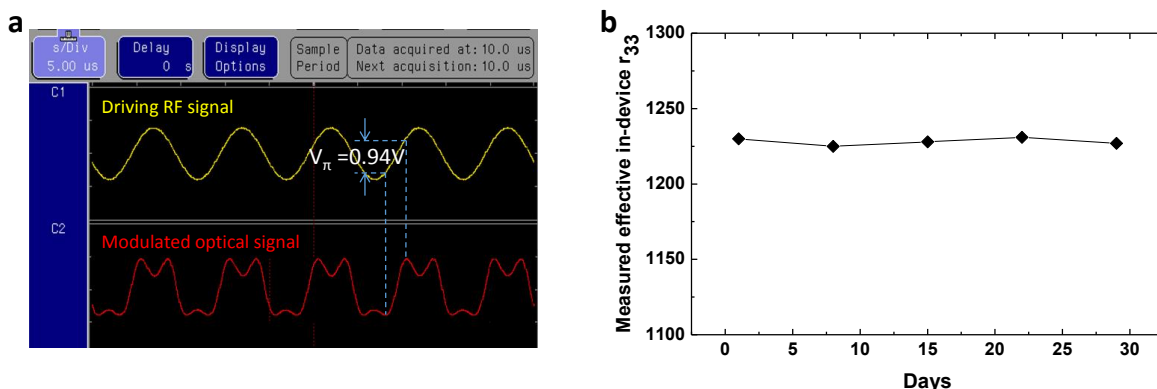 a
s/Div
5.00 us
Delay
0 s
Display
Options
Sample
Period
Data acquired at: 10.0 us
Next acquisition: 10.0 us
C1
Driving RF signal
Vπ =0.94V
C2
Modulated optical signal
b
Measured effective in-device r33
1300
1250
1200
1150
1100
0 5 10 15 20 25 30
Days